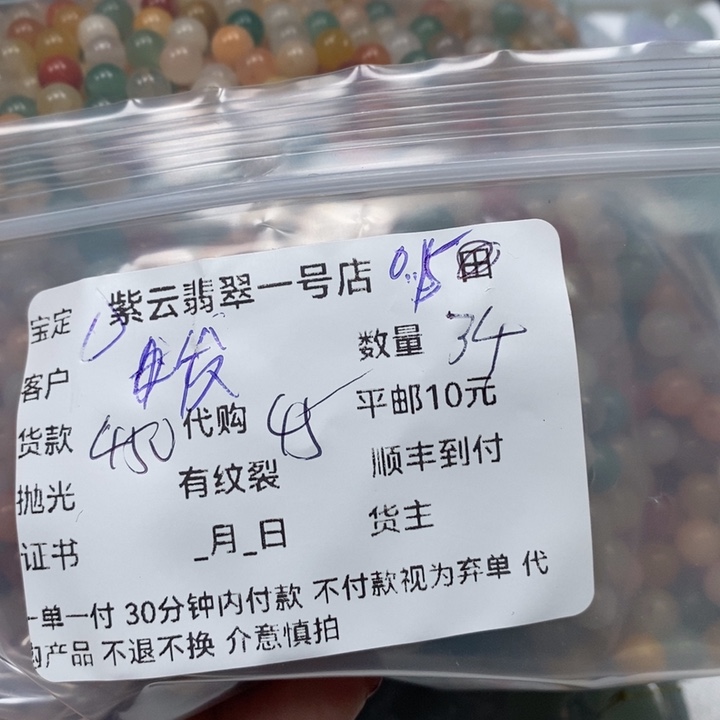 紫云翡翠一号店
宝定
客户
数量 34
货款 450 代购 45 平邮10元
抛光 有纹裂 顺丰到付
证书 _月_日 货主
一单一付 30分钟内付款 不付款视为弃单 代
购产品 不退不换 介意慎拍